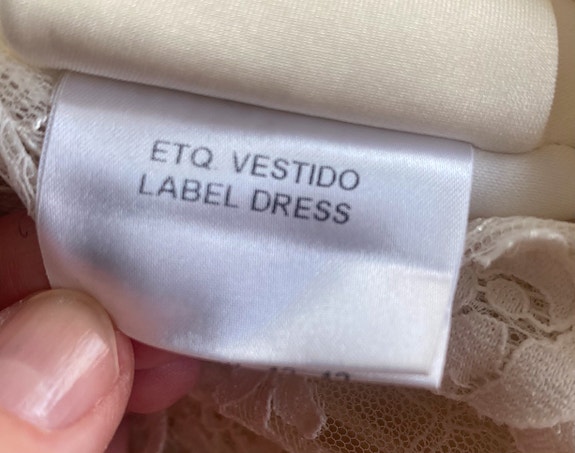 ETQ. VESTIDO
LABEL DRESS